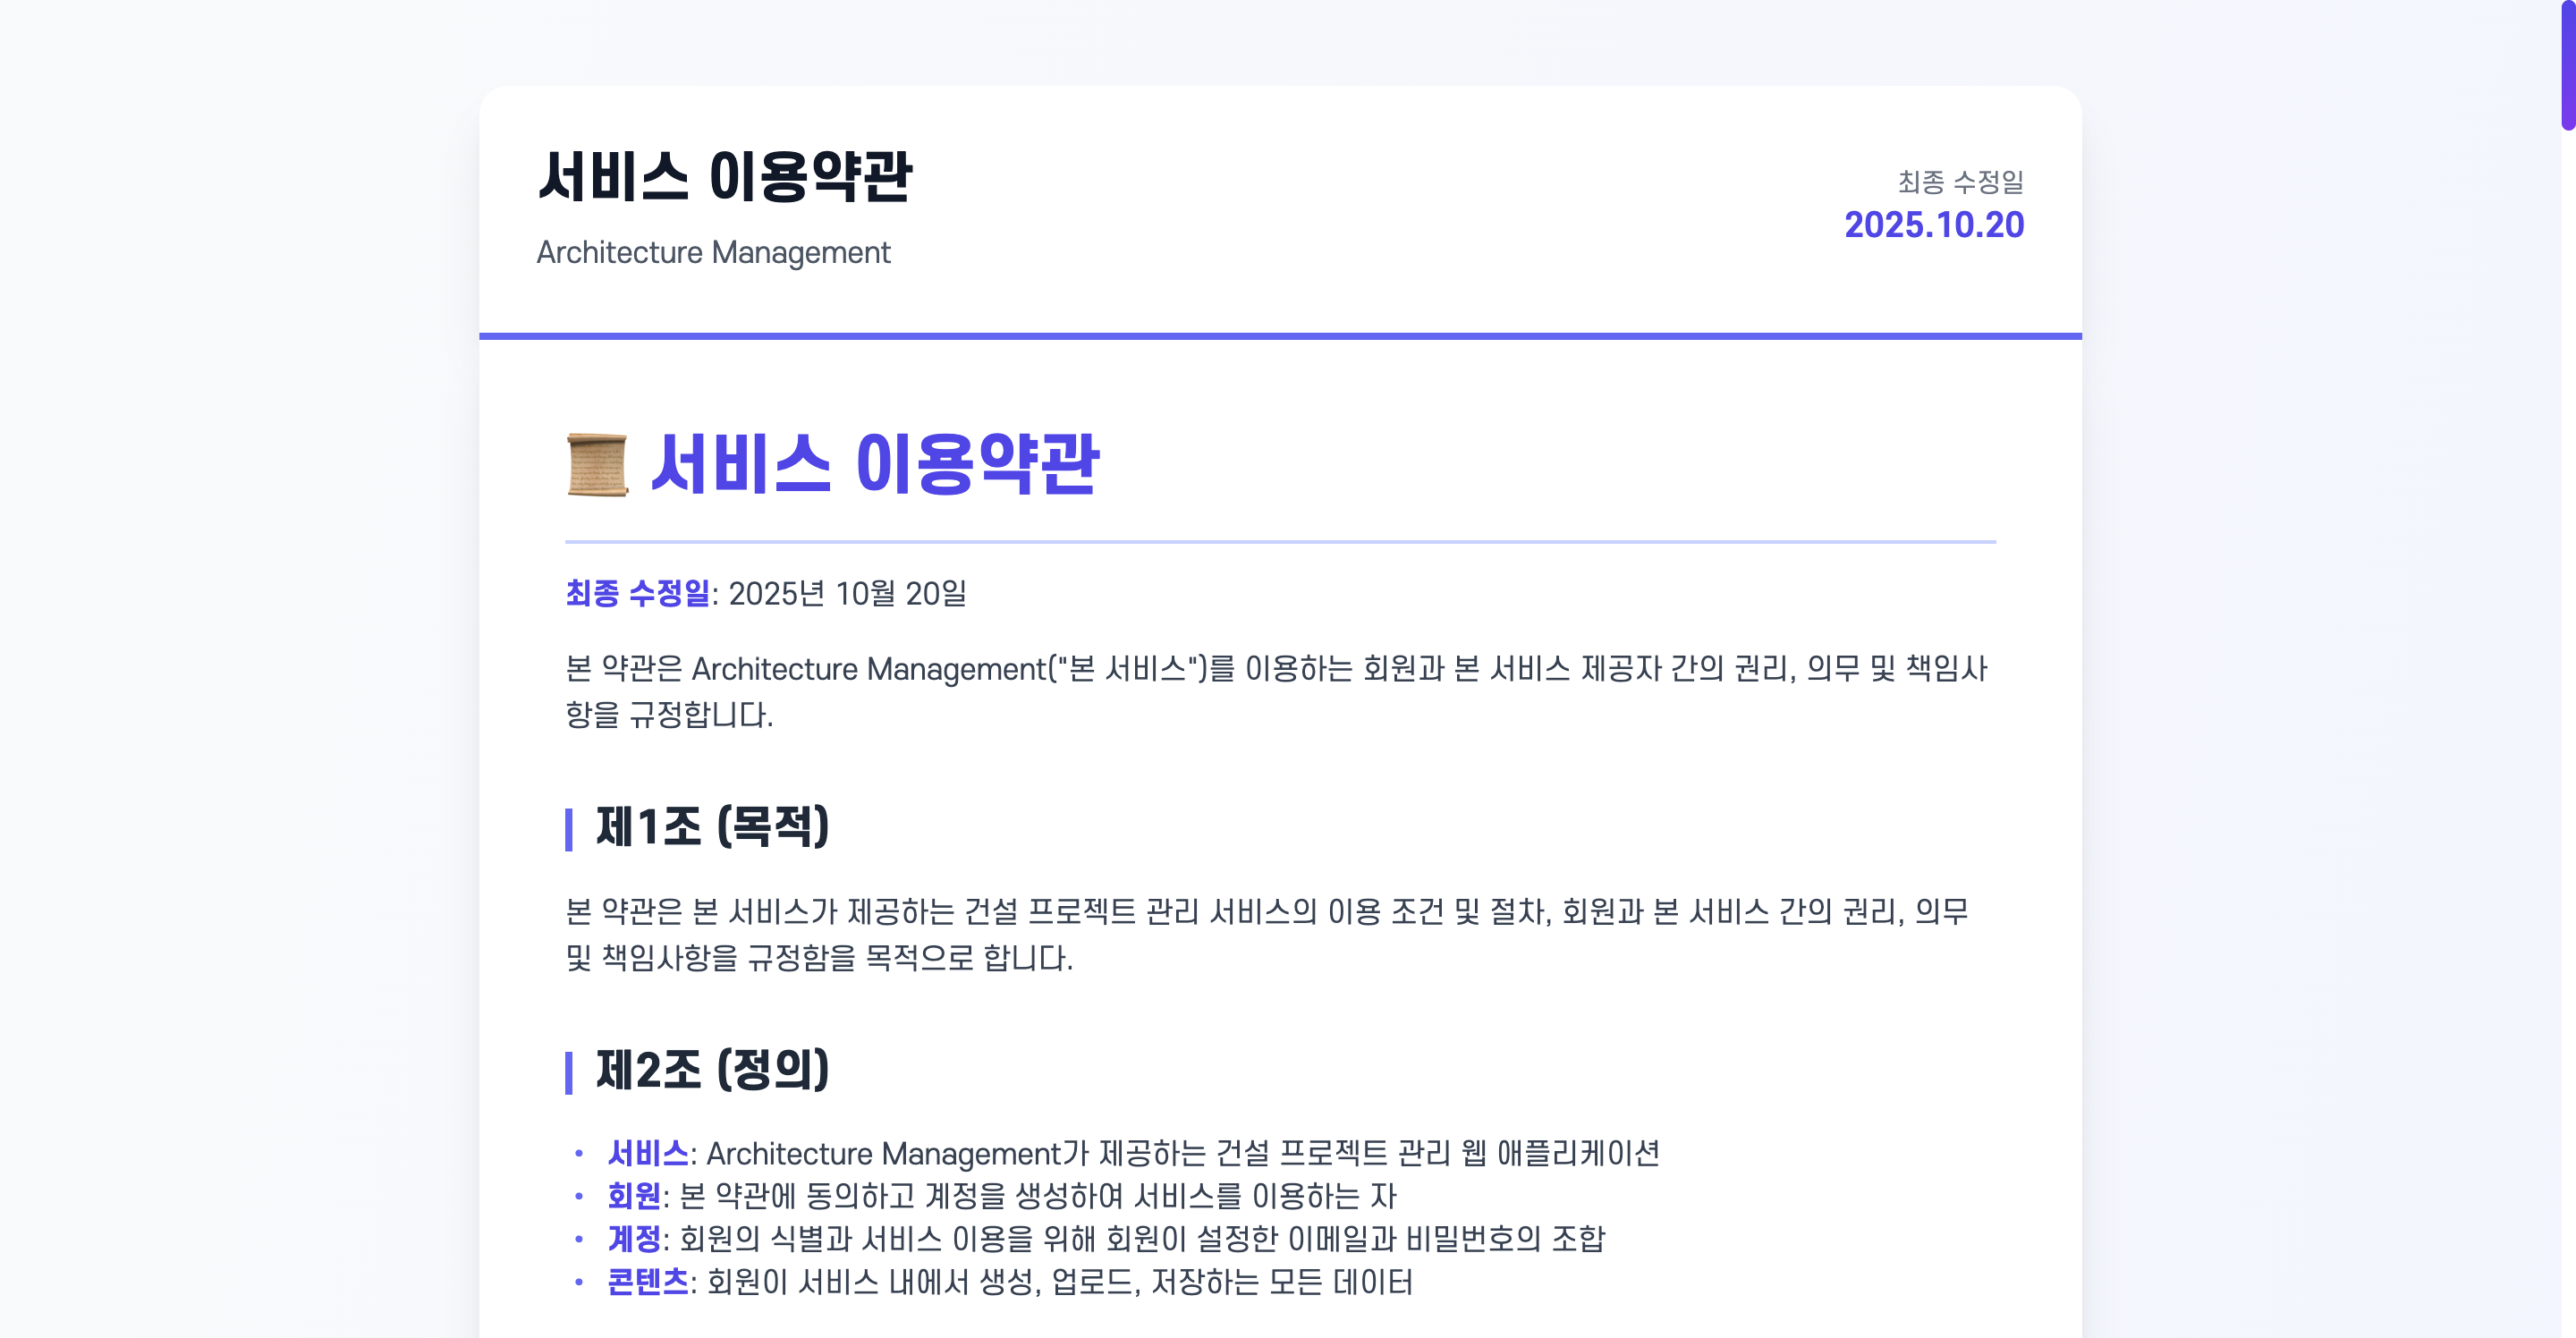 서비스 이용약관
Architecture Management
최종 수정일
2025.10.20
서비스 이용약관
최종 수정일: 2025년 10월 20일
본 약관은 Architecture Management("본 서비스")를 이용하는 회원과 본 서비스 제공자 간의 권리, 의무 및 책임사
항을 규정합니다.
제1조 (목적)
본 약관은 본 서비스가 제공하는 건설 프로젝트 관리 서비스의 이용 조건 및 절차, 회원과 본 서비스 간의 권리, 의무
및 책임사항을 규정함을 목적으로 합니다.
제2조 (정의)
• 서비스: Architecture Management가 제공하는 건설 프로젝트 관리 웹 애플리케이션
• 회원: 본 약관에 동의하고 계정을 생성하여 서비스를 이용하는 자
• 계정: 회원의 식별과 서비스 이용을 위해 회원이 설정한 이메일과 비밀번호의 조합
• 콘텐츠: 회원이 서비스 내에서 생성, 업로드, 저장하는 모든 데이터